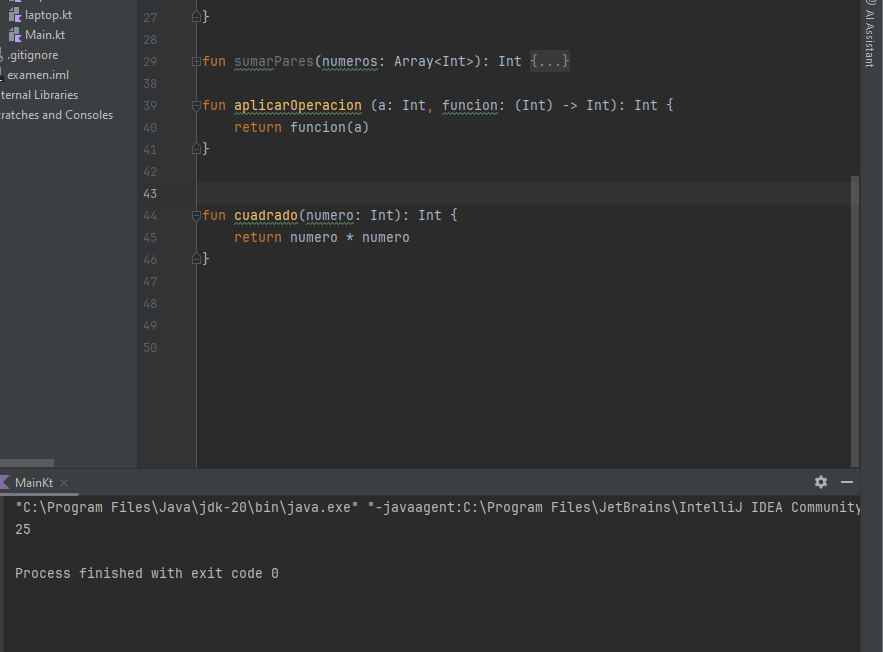 laptop.kt
Main.kt
.gitignore
examen.iml
ternal Libraries
ratches and Consoles
27 }
28
29 fun sumarPares(numeros: Array<Int>): Int {...}
38
39 fun aplicarOperacion (a: Int, funcion: (Int) -> Int): Int {
40 return funcion(a)
41 }
42
43
44 fun cuadrado(numero: Int): Int {
45 return numero * numero
46 }
47
48
49
50
AI Assistant
MainKt
"C:\Program Files\Java\jdk-20\bin\java.exe" "-javaagent:C:\Program Files\JetBrains\IntelliJ IDEA Community
25
Process finished with exit code 0